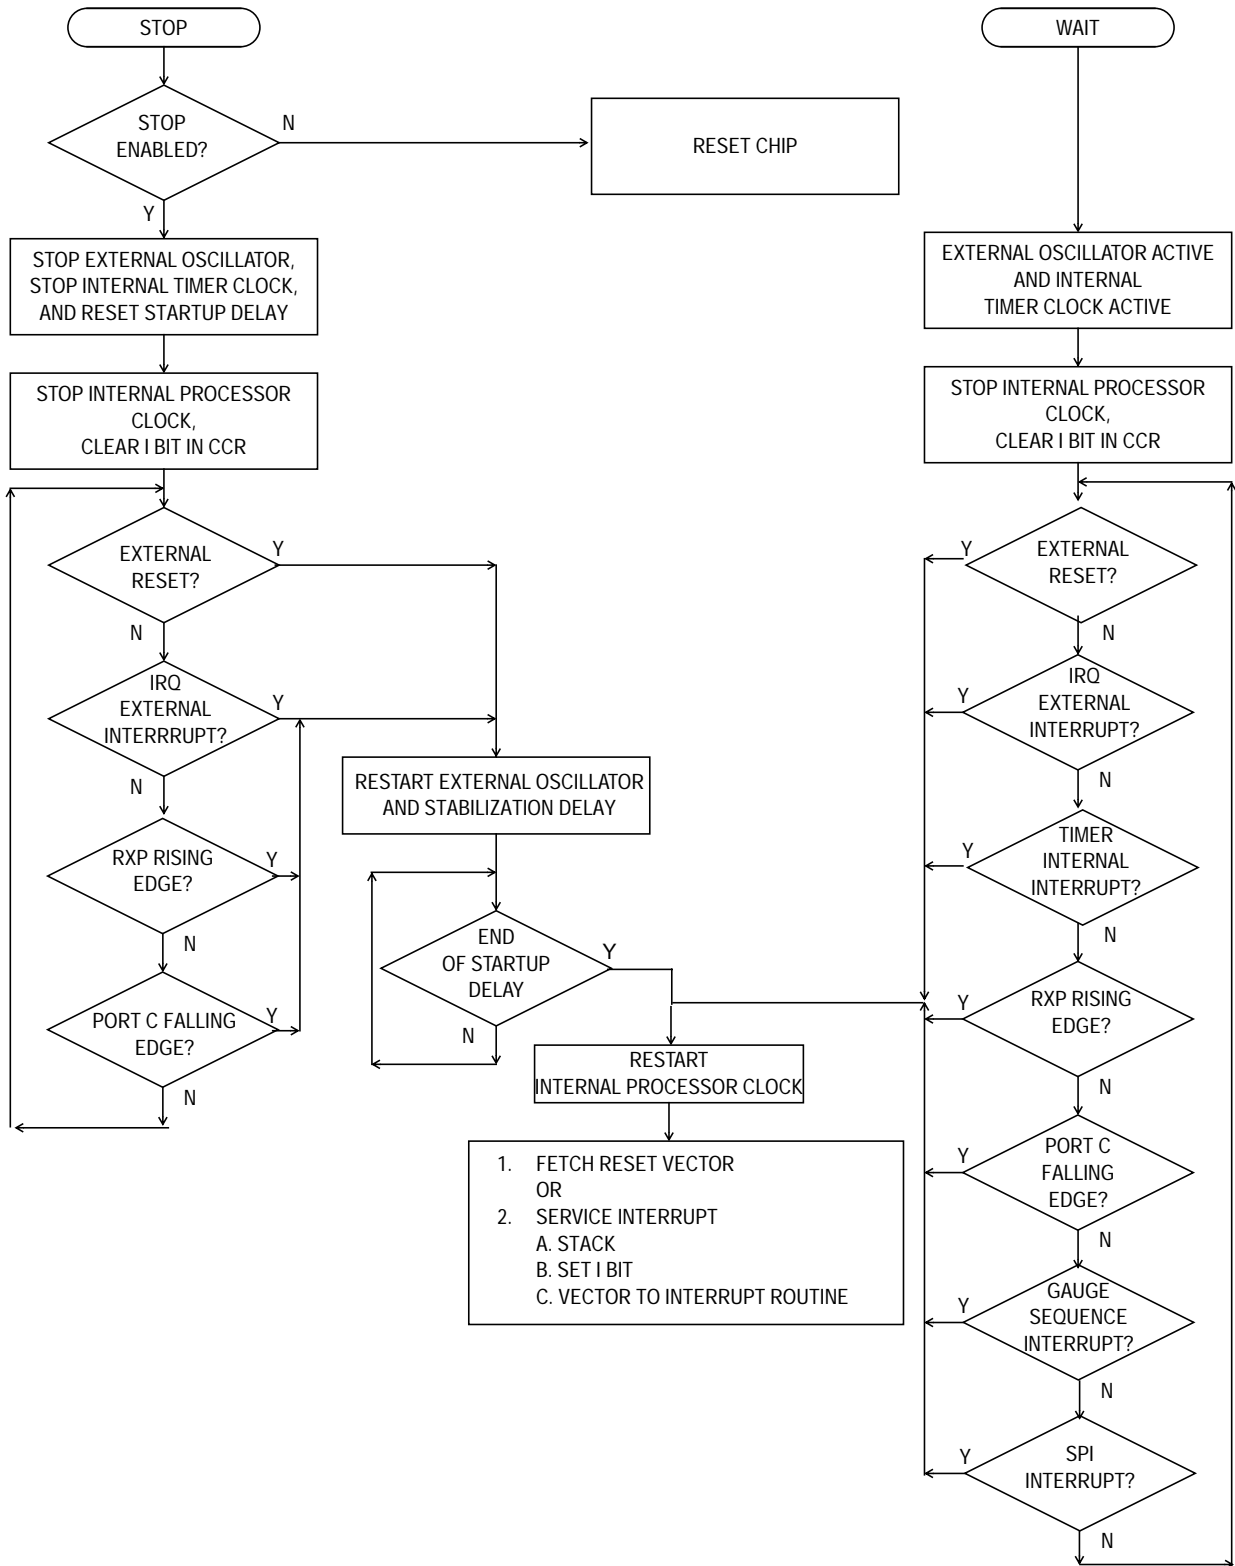 STOP
WAIT
STOP
ENABLED?
N
RESET CHIP
Y
STOP EXTERNAL OSCILLATOR,
STOP INTERNAL TIMER CLOCK,
AND RESET STARTUP DELAY
EXTERNAL OSCILLATOR ACTIVE
AND INTERNAL
TIMER CLOCK ACTIVE
STOP INTERNAL PROCESSOR
CLOCK,
CLEAR I BIT IN CCR
STOP INTERNAL PROCESSOR
CLOCK,
CLEAR I BIT IN CCR
EXTERNAL
RESET?
Y
N
IRQ
EXTERNAL
INTERRRUPT?
Y
N
RXP RISING
EDGE?
Y
N
PORT C FALLING
EDGE?
Y
N
RESTART EXTERNAL OSCILLATOR
AND STABILIZATION DELAY
END
OF STARTUP
DELAY
Y
N
RESTART
INTERNAL PROCESSOR CLOCK
1. FETCH RESET VECTOR
OR
2. SERVICE INTERRUPT
A. STACK
B. SET I BIT
C. VECTOR TO INTERRUPT ROUTINE
Y
EXTERNAL
RESET?
N
Y
IRQ
EXTERNAL
INTERRUPT?
N
Y
TIMER
INTERNAL
INTERRUPT?
N
Y
RXP RISING
EDGE?
N
Y
PORT C
FALLING
EDGE?
N
Y
GAUGE
SEQUENCE
INTERRUPT?
N
Y
SPI
INTERRUPT?
N